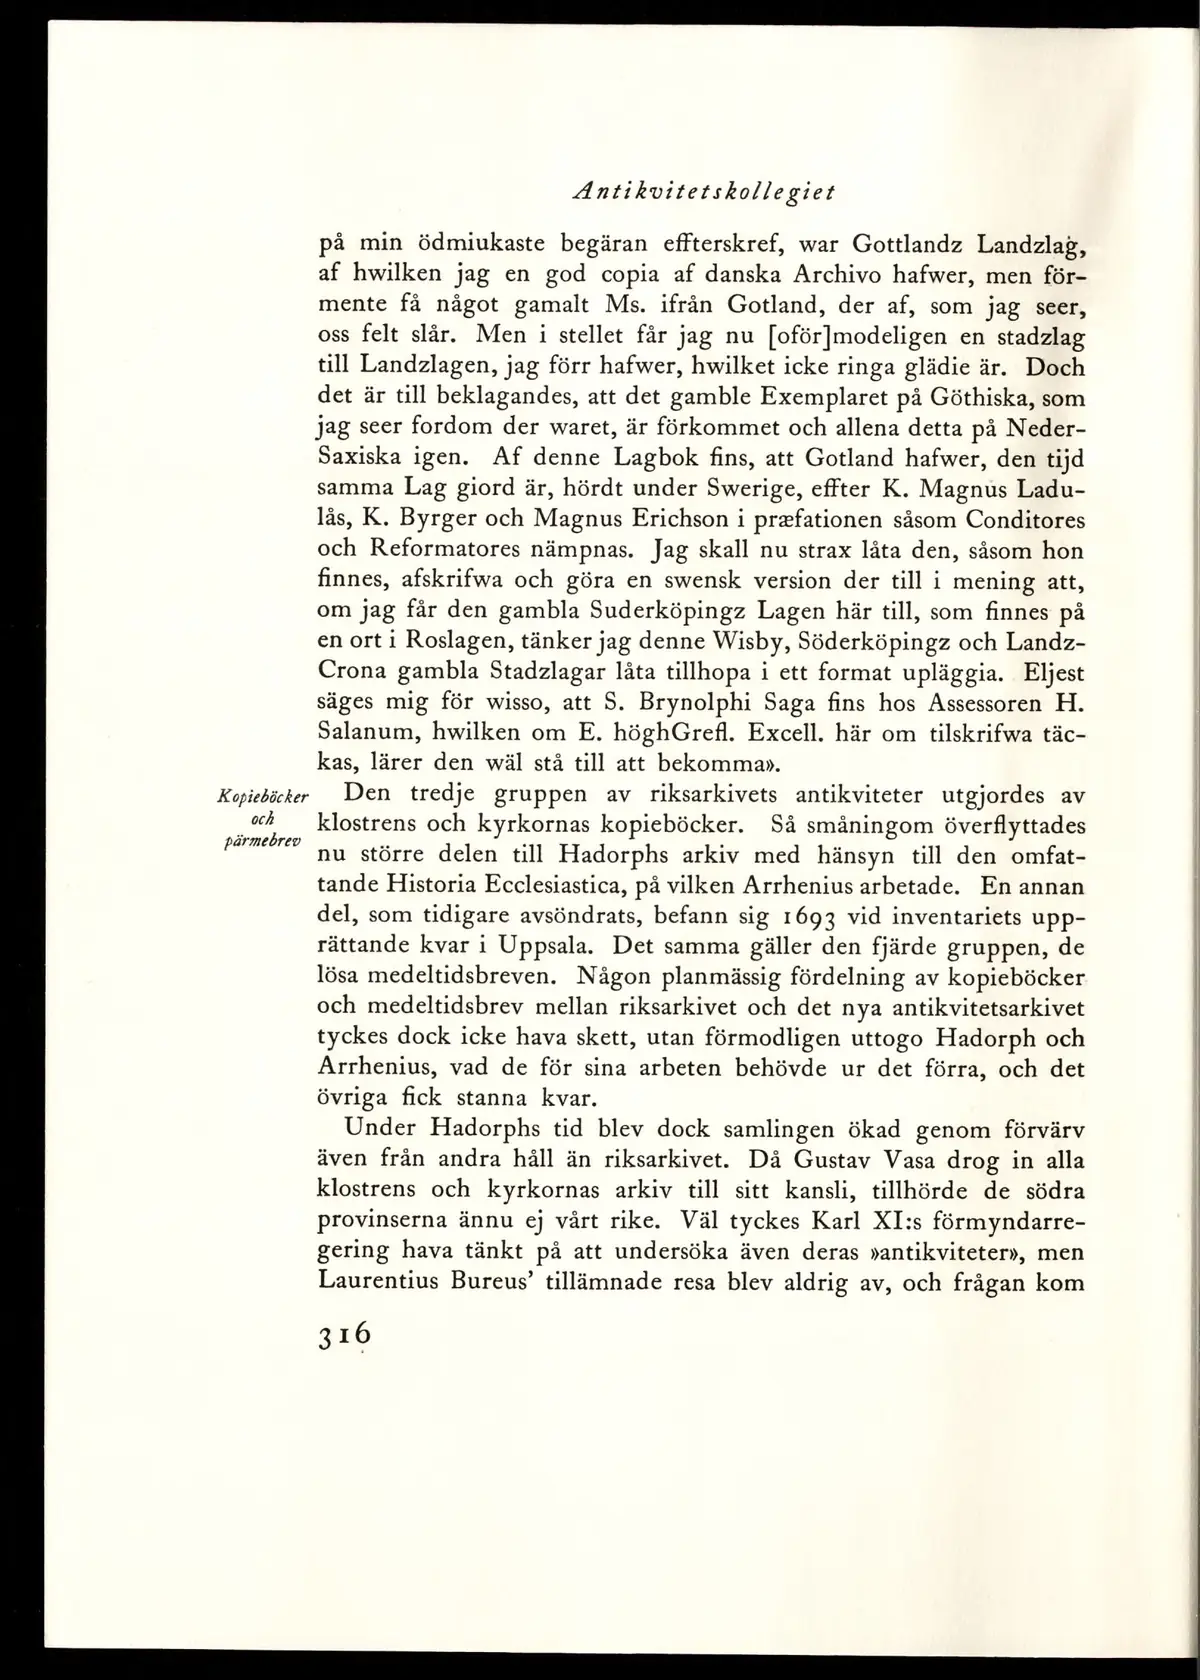 Antikvitetskollegiet
på min ödmiukaste begäran effterskref, war Gottlandz Landzlag,
af hwilken jag en god copia af danska Archivo hafwer, men för-
mente få något gamalt Ms. ifrån Gotland, der af, som jag seer,
oss felt slår. Men i stellet får jag nu [oför]modeligen en stadzlag
till Landzlagen, jag förr hafwer, hwilket icke ringa glädie är. Doch
det är till beklagandes, att det gamble Exemplaret på Göthiska, som
jag seer fordom der waret, är förkommet och allena detta på Neder-
Saxiska igen. Af denne Lagbok fins, att Gotland hafwer, den tijd
samma Lag giord är, hördt under Swerige, effter K. Magnus Ladu-
lås, K. Byrger och Magnus Erichson i præfationen såsom Conditores
och Reformatores nämpnas. Jag skall nu strax låta den, såsom hon
finnes, afskrifwa och göra en swensk version der till i mening att,
om jag får den gambla Suderköpingz Lagen här till, som finnes på
en ort i Roslagen, tänker jag denne Wisby, Söderköpingz och Landz-
Crona gambla Stadzlagar låta tillhopa i ett format upläggia. Eljest
säges mig för wisso, att S. Brynolphi Saga fins hos Assessoren H.
Salanum, hwilken om E. höghGrefl. Excell. här om tilskrifwa täc-
kas, lärer den wäl stå till att bekomma».
Kopieböcker
och
pärmebrev
Den tredje gruppen av riksarkivets antikviteter utgjordes av
klostrens och kyrkornas kopieböcker. Så småningom överflyttades
nu större delen till Hadorphs arkiv med hänsyn till den omfat-
tande Historia Ecclesiastica, på vilken Arrhenius arbetade. En annan
del, som tidigare avsöndrats, befann sig 1693 vid inventariets upp-
rättande kvar i Uppsala. Det samma gäller den fjärde gruppen, de
lösa medeltidsbreven. Någon planmässig fördelning av kopieböcker
och medeltidsbrev mellan riksarkivet och det nya antikvitetsarkivet
tyckes dock icke hava skett, utan förmodligen uttogo Hadorph och
Arrhenius, vad de för sina arbeten behövde ur det förra, och det
övriga fick stanna kvar.
Under Hadorphs tid blev dock samlingen ökad genom förvärv
även från andra håll än riksarkivet. Då Gustav Vasa drog in alla
klostrens och kyrkornas arkiv till sitt kansli, tillhörde de södra
provinserna ännu ej vårt rike. Väl tyckes Karl XI:s förmyndarre-
gering hava tänkt på att undersöka även deras »antikviteter», men
Laurentius Bureus’ tillämnade resa blev aldrig av, och frågan kom
316